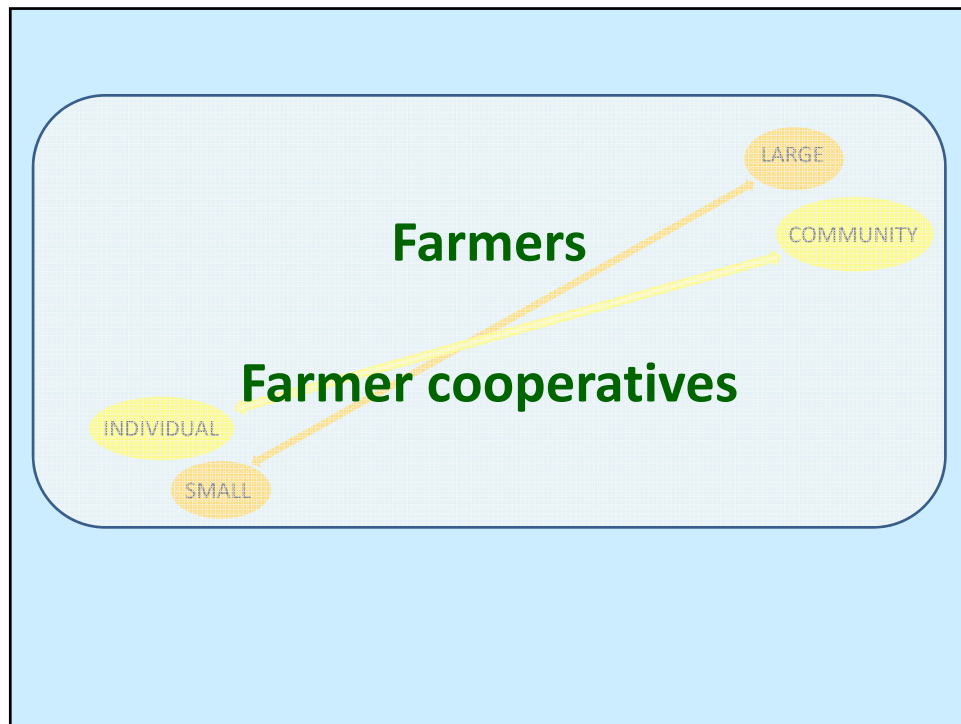 LARGE
COMMUNITY
Farmers
Farmer cooperatives
INDIVIDUAL
SMALL